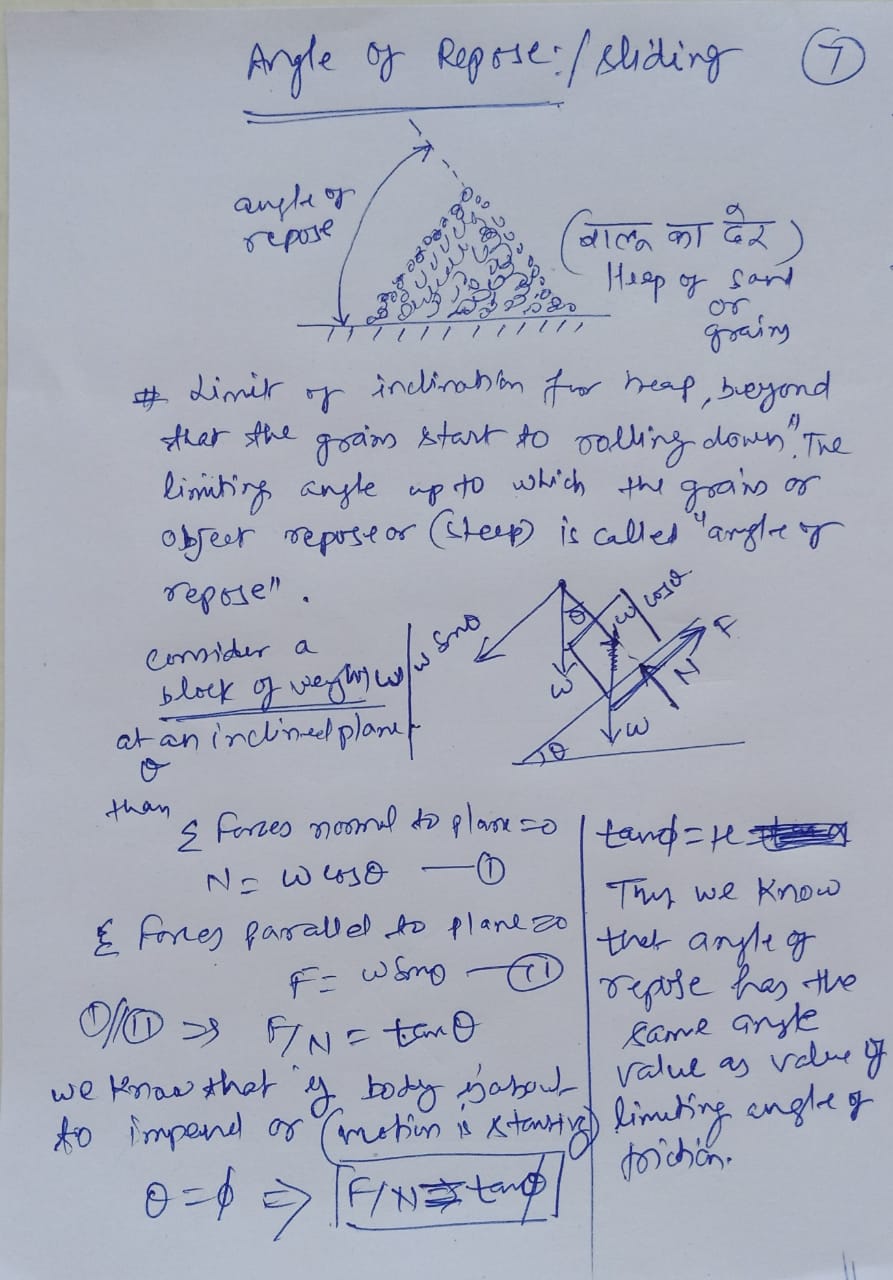 Angle of Repose:/sliding
7
angle of
repose
(बालू का ढेर)
Heap of sand
or
grains
# Limit of inclination for heap, beyond
that the grains start to rolling down". The
limiting angle up to which the grains or
object repose or (steep) is called "angle of
repose".
consider a
block of weight W
at an inclined plane
θ
W Sinθ
θ
W cosθ
W
F
N
W
θ
than
Σ Forces normal to plane = 0
N = W cosθ — (I)
Σ forces parallel to plane = 0
F = W Sinθ — (II)
(I)//(II) ⇒ F/N = tanθ
we know that if body is about
to impend or (motion is starting)
θ = ϕ ⇒ F/N = tanϕ
tanϕ = μ =
Thus we know
that angle of
repose has the
same angle
value as value of
limiting angle of
friction.